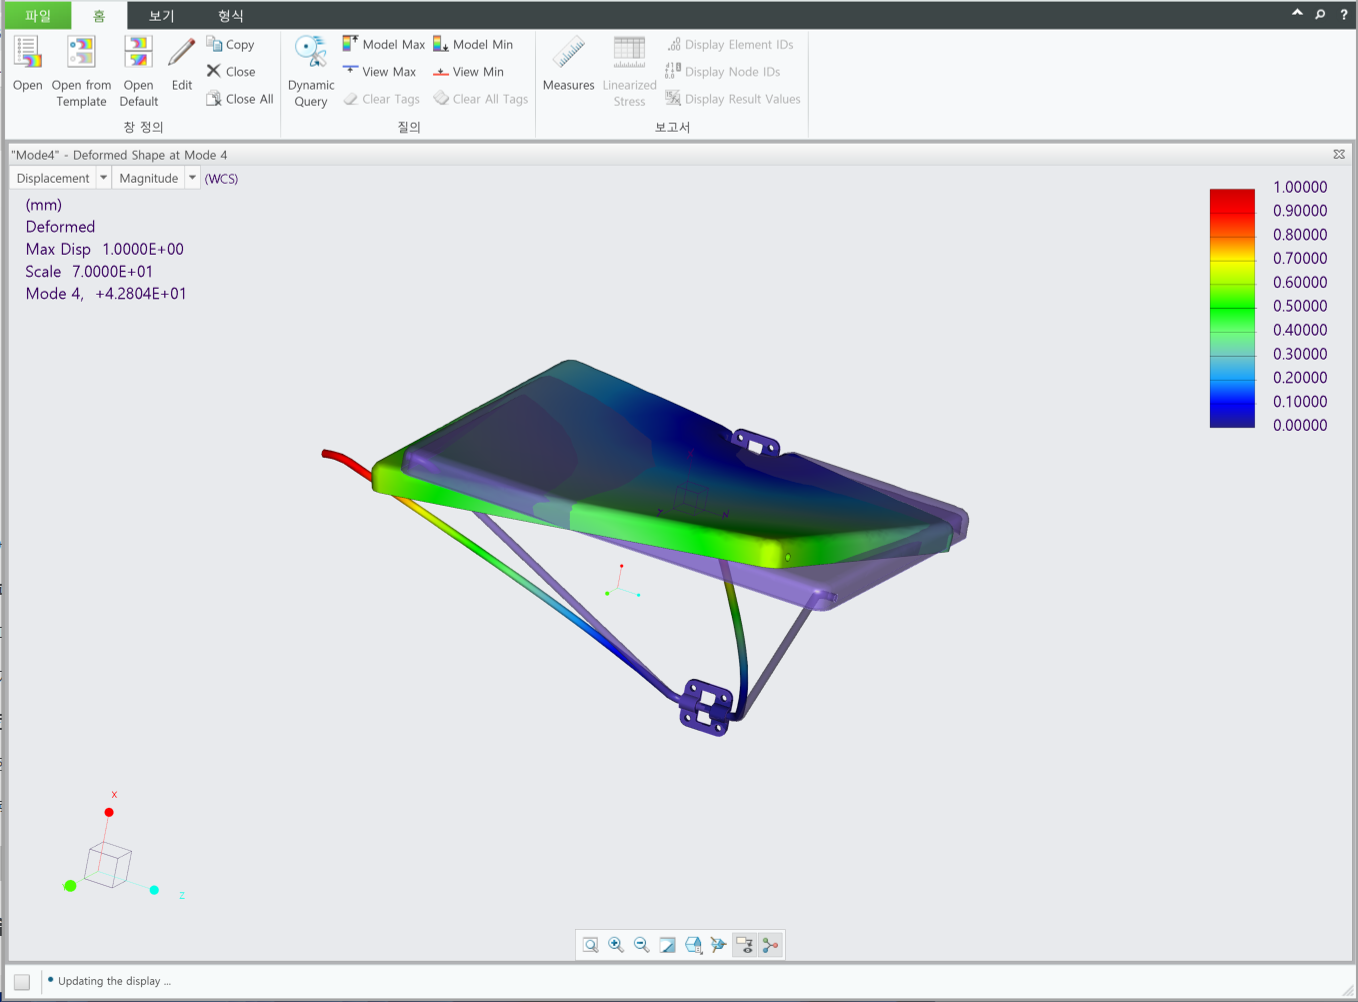 파일 홈 보기 형식
Open
Open from Template
Open Default
Edit
Copy
Close
Close All
창 정의
Dynamic Query
Model Max
Model Min
View Max
View Min
Clear Tags
Clear All Tags
질의
Measures
Linearized Stress
Display Element IDs
Display Node IDs
Display Result Values
보고서
"Mode4" - Deformed Shape at Mode 4
Displacement Magnitude (WCS)
(mm)
Deformed
Max Disp 1.0000E+00
Scale 7.0000E+01
Mode 4, +4.2804E+01
1.00000
0.90000
0.80000
0.70000
0.60000
0.50000
0.40000
0.30000
0.20000
0.10000
0.00000
X
Z
Updating the display ...